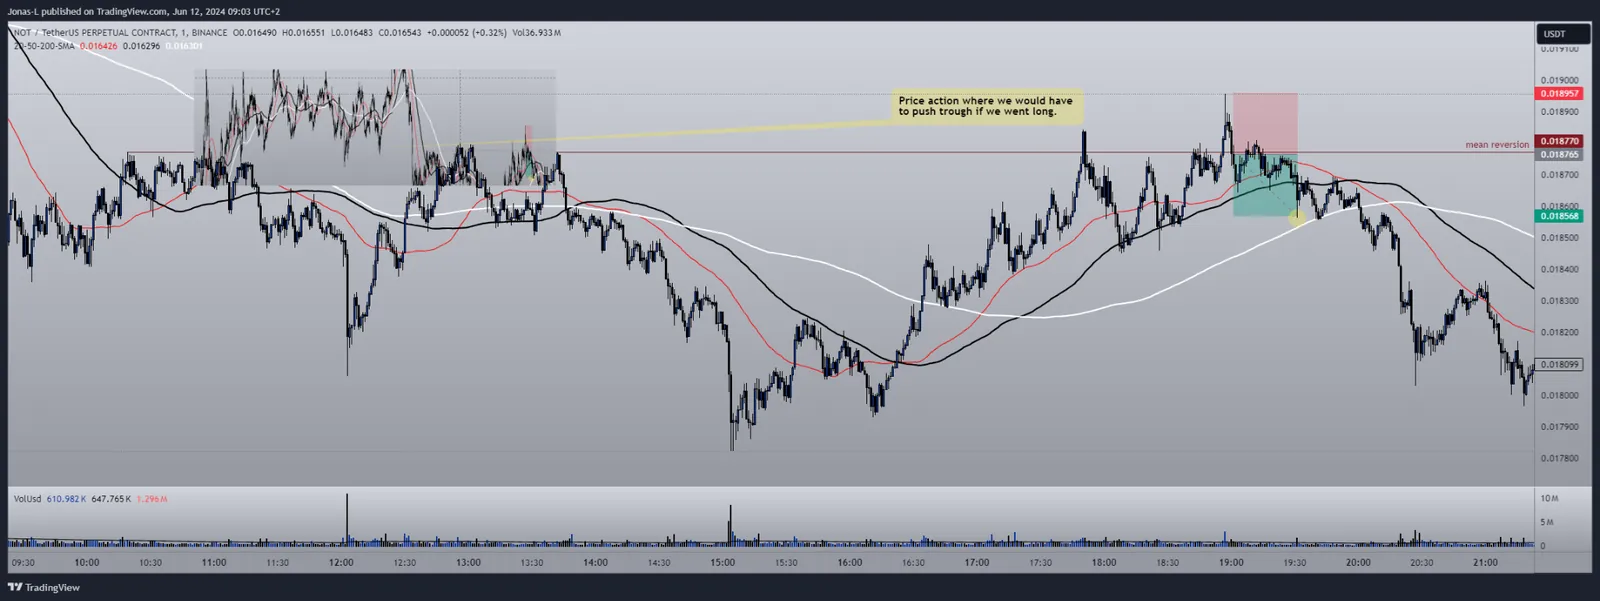 Jonas-L published on TradingView.com, Jun 12, 2024 09:03 UTC+2
NOT / TetherUS PERPETUAL CONTRACT, 1, BINANCE O0.016490 H0.016551 L0.016483 C0.016543 +0.000052 (+0.32%) Vol36.933 M
20-50-200-SMA 0.016426 0.016296
USDT
0.019100
0.019000
0.018957
0.018900
Price action where we would have
to push trough if we went long.
mean reversion
0.018770
0.018765
0.018700
0.018600
0.018568
0.018500
0.018400
0.018300
0.018200
0.018099
0.018000
0.017900
0.017800
VolUsd 610.982 K 647.765 K 1.296 M
10 M
5 M
0
09:30 10:00 10:30 11:00 11:30 12:00 12:30 13:00 13:30 14:00 14:30 15:00 15:30 16:00 16:30 17:00 17:30 18:00 18:30 19:00 19:30 20:00 20:30 21:00
TradingView